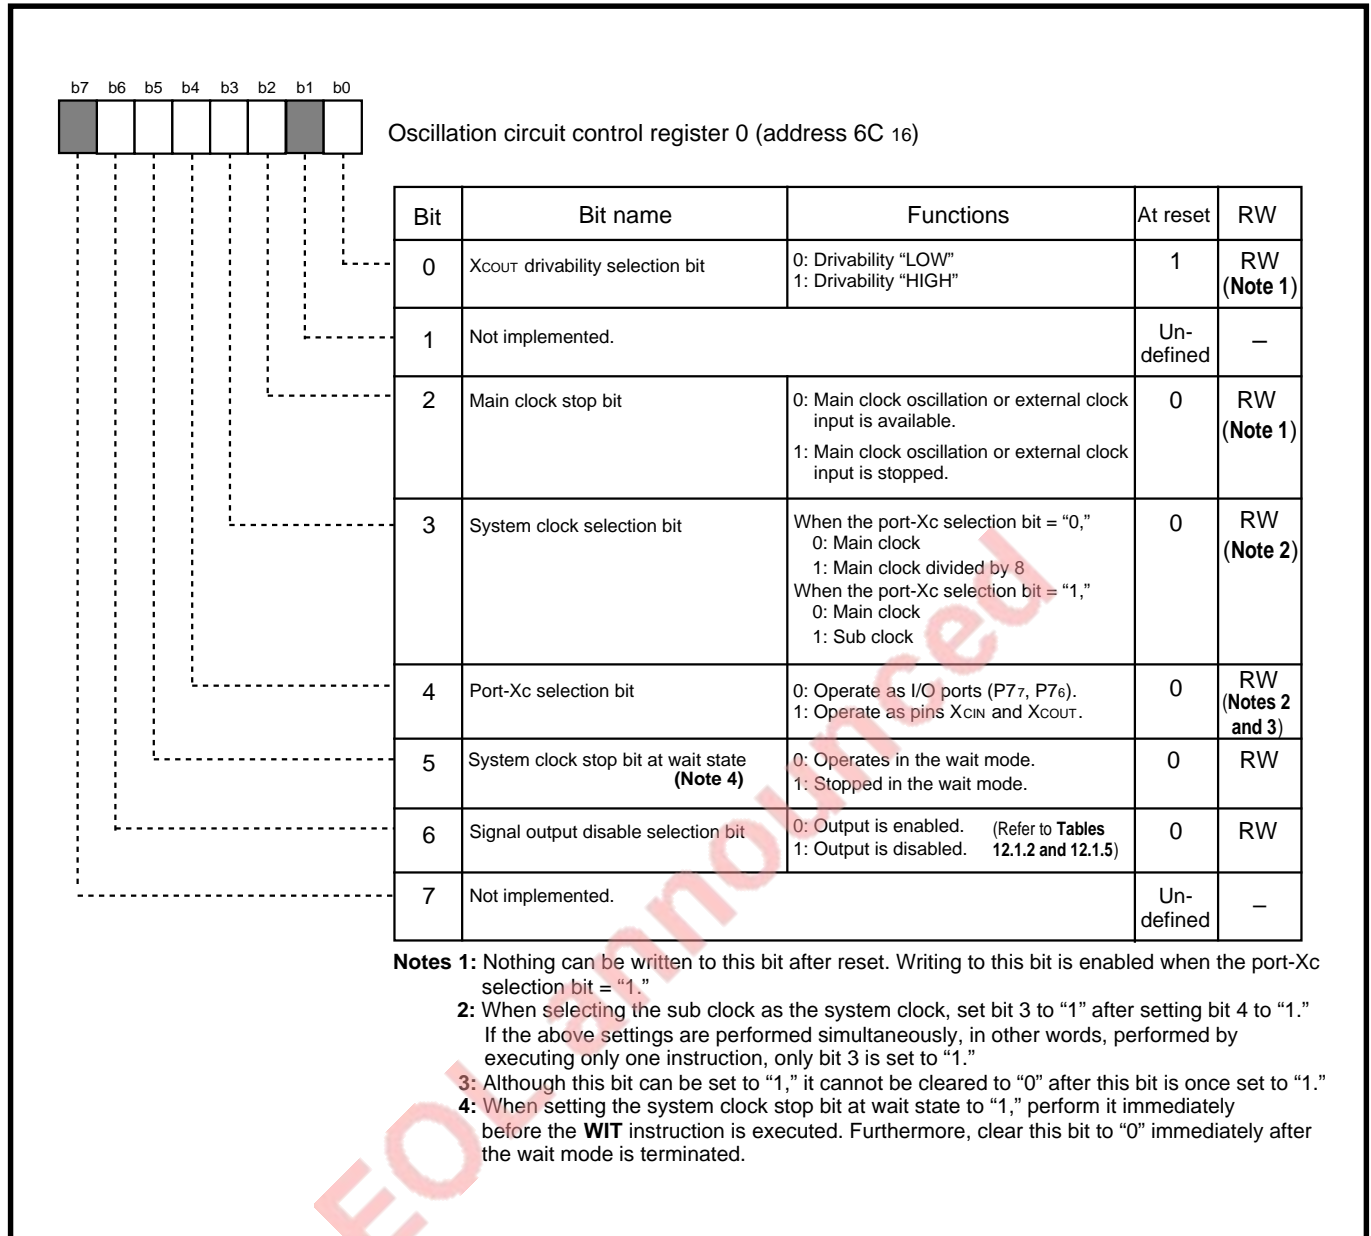 b7 b6 b5 b4 b3 b2 b1 b0
Oscillation circuit control register 0 (address 6C 16)
Bit Bit name Functions At reset RW
0 XCOUT drivability selection bit 0: Drivability “LOW” 1 RW
1: Drivability “HIGH” (Note 1)
1 Not implemented. Un-
defined –
2 Main clock stop bit 0: Main clock oscillation or external clock 0 RW
input is available. (Note 1)
1: Main clock oscillation or external clock
input is stopped.
3 System clock selection bit When the port-Xc selection bit = “0,” 0 RW
0: Main clock (Note 2)
1: Main clock divided by 8
When the port-Xc selection bit = “1,”
0: Main clock
1: Sub clock
4 Port-Xc selection bit 0: Operate as I/O ports (P77, P76). 0 RW
1: Operate as pins XCIN and XCOUT. (Notes 2
and 3)
5 System clock stop bit at wait state 0: Operates in the wait mode. 0 RW
(Note 4) 1: Stopped in the wait mode.
6 Signal output disable selection bit 0: Output is enabled. (Refer to Tables 0 RW
1: Output is disabled. 12.1.2 and 12.1.5)
7 Not implemented. Un-
defined –
Notes 1: Nothing can be written to this bit after reset. Writing to this bit is enabled when the port-Xc
selection bit = “1.”
2: When selecting the sub clock as the system clock, set bit 3 to “1” after setting bit 4 to “1.”
If the above settings are performed simultaneously, in other words, performed by
executing only one instruction, only bit 3 is set to “1.”
3: Although this bit can be set to “1,” it cannot be cleared to “0” after this bit is once set to “1.”
4: When setting the system clock stop bit at wait state to “1,” perform it immediately
before the WIT instruction is executed. Furthermore, clear this bit to “0” immediately after
the wait mode is terminated.
EOL announced